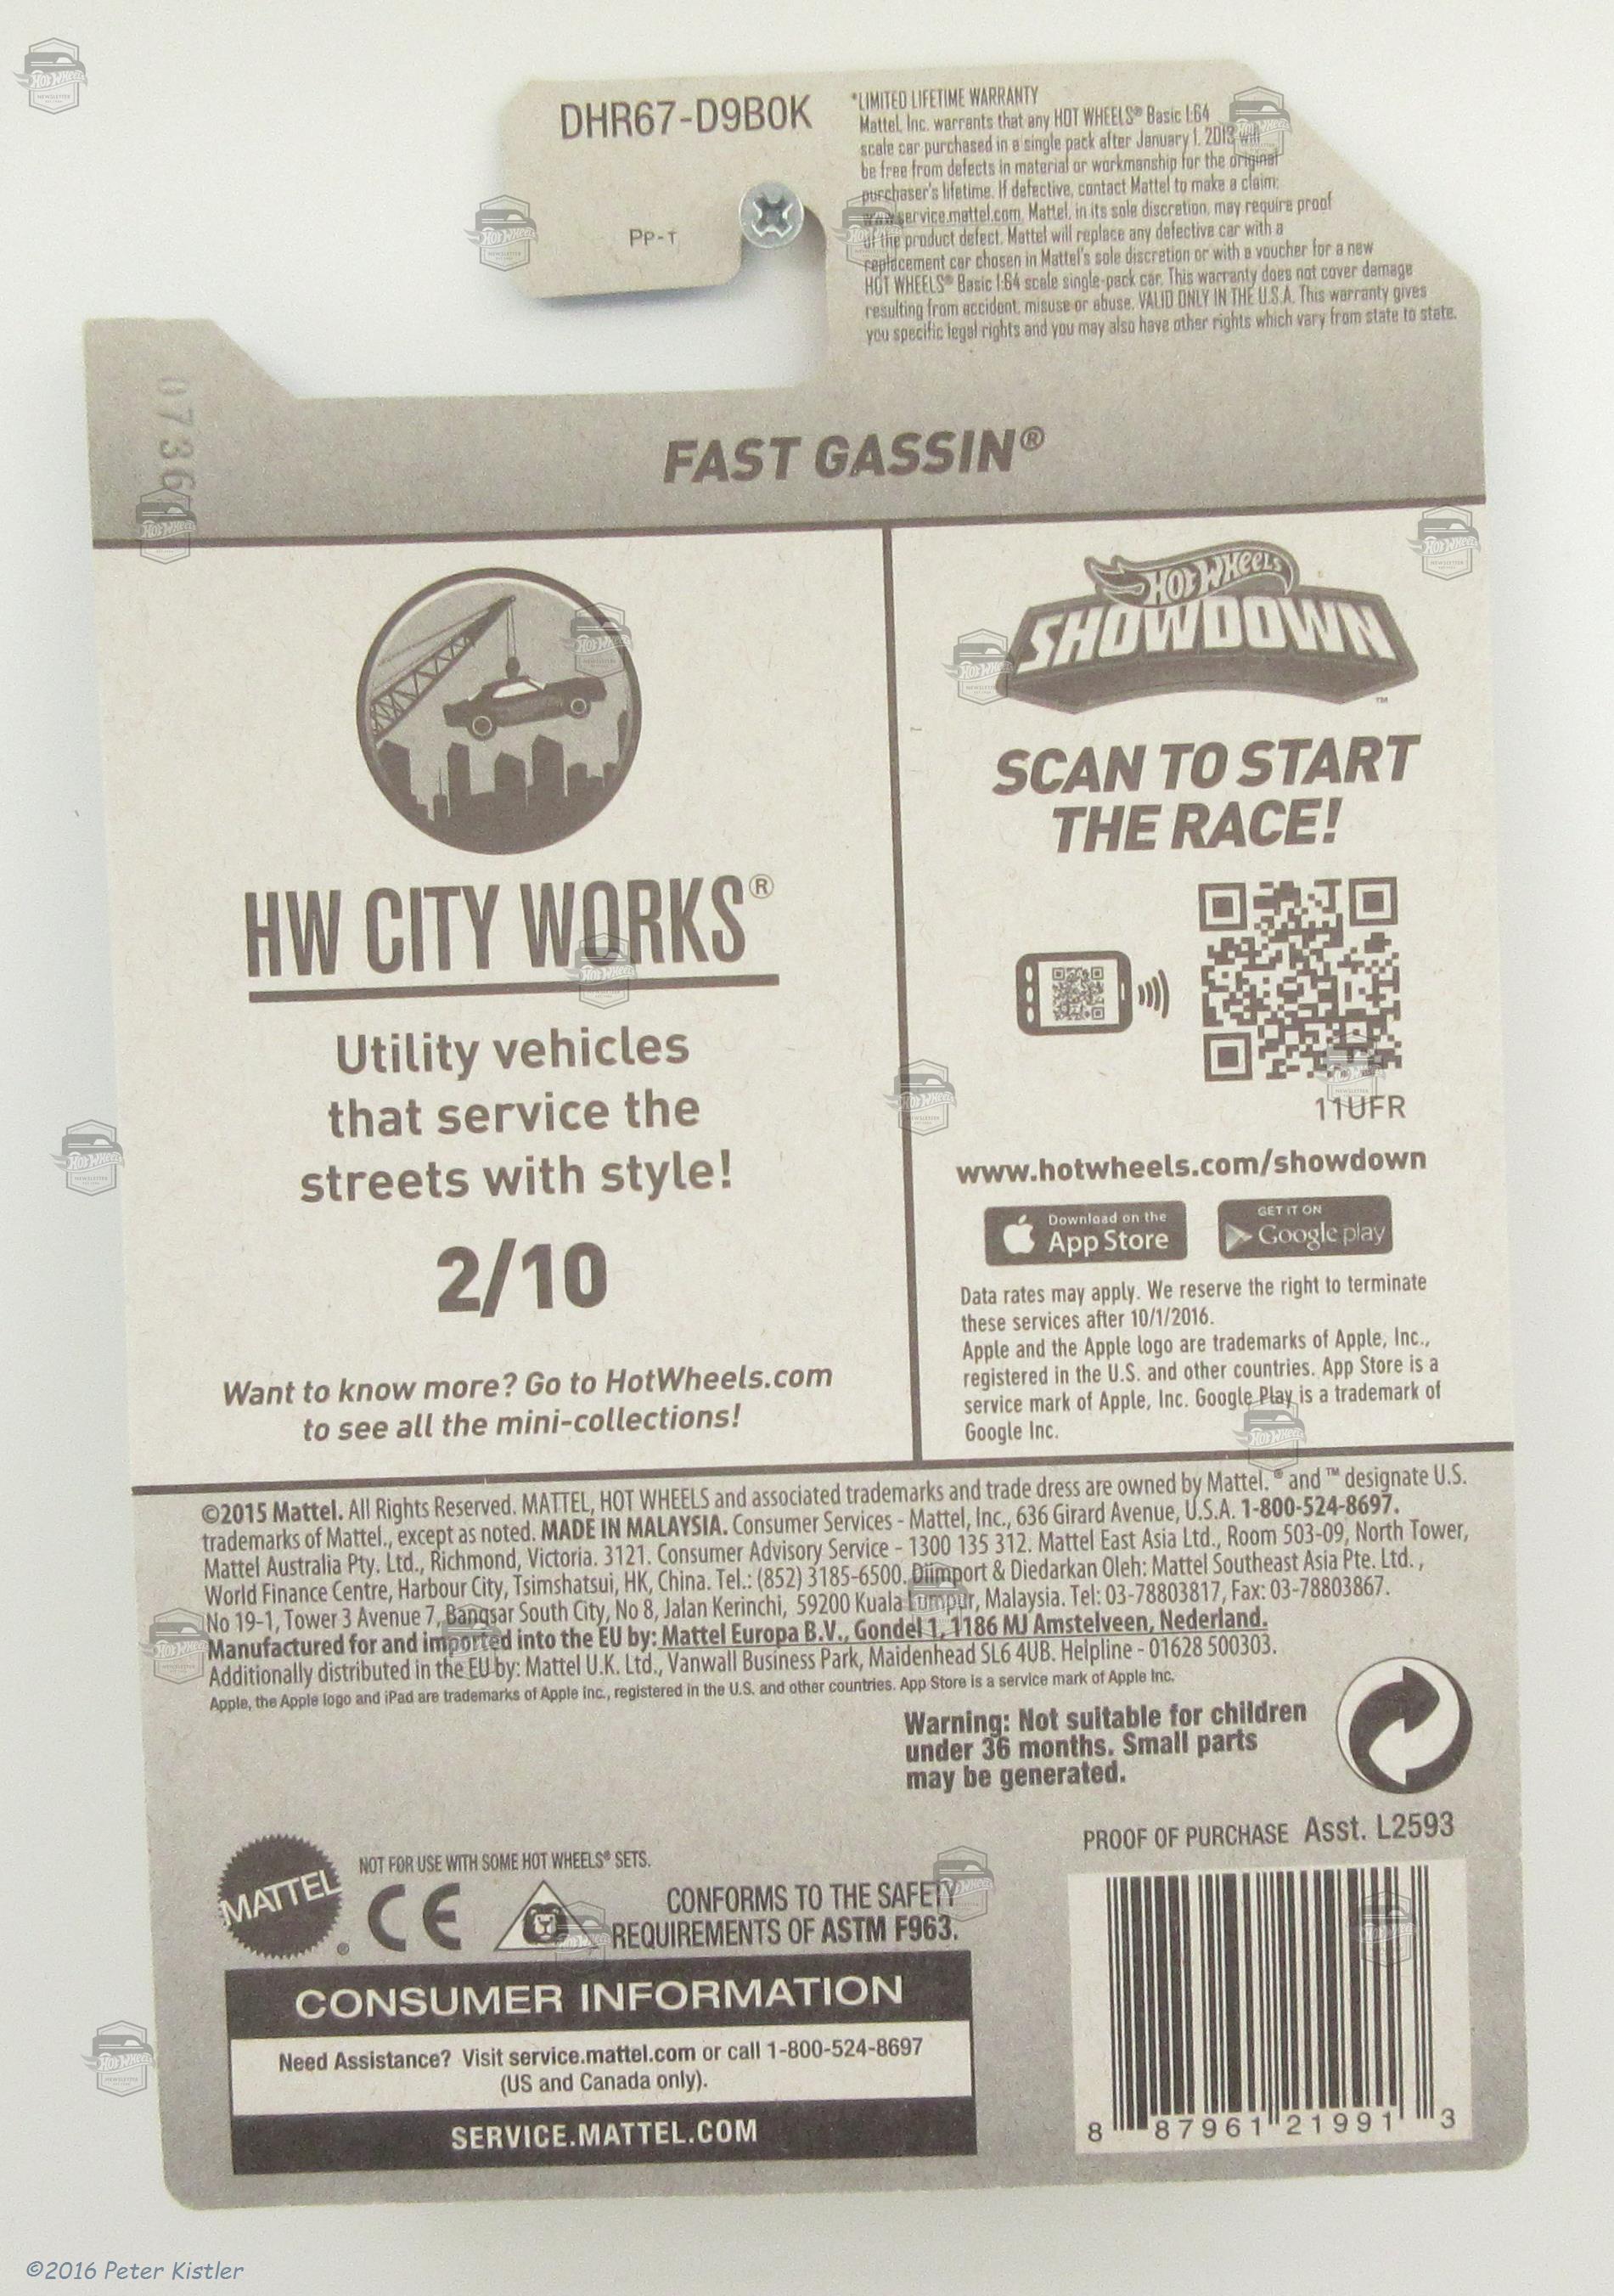 DHR67-D9B0K
PP-T
*LIMITED LIFETIME WARRANTY
Mattel, Inc. warrants that any HOT WHEELS® Basic 1:64
scale car purchased in a single pack after January 1, 2013 will
be free from defects in material or workmanship for the original
purchaser's lifetime. If defective, contact Mattel to make a claim:
www.service.mattel.com. Mattel, in its sole discretion, may require proof
of the product defect. Mattel will replace any defective car with a
replacement car chosen in Mattel's sole discretion or with a voucher for a new
HOT WHEELS® Basic 1:64 scale single-pack car. This warranty does not cover damage
resulting from accident, misuse or abuse. VALID ONLY IN THE U.S.A. This warranty gives
you specific legal rights and you may also have other rights which vary from state to state.
07366
FAST GASSIN®
HW CITY WORKS®
Utility vehicles
that service the
streets with style!
2/10
Want to know more? Go to HotWheels.com
to see all the mini-collections!
Hot Wheels
SHOWDOWN™
SCAN TO START
THE RACE!
11UFR
www.hotwheels.com/showdown
Download on the
App Store
GET IT ON
Google play
Data rates may apply. We reserve the right to terminate
these services after 10/1/2016.
Apple and the Apple logo are trademarks of Apple, Inc.,
registered in the U.S. and other countries. App Store is a
service mark of Apple, Inc. Google Play is a trademark of
Google Inc.
©2015 Mattel. All Rights Reserved. MATTEL, HOT WHEELS and associated trademarks and trade dress are owned by Mattel. ® and ™ designate U.S.
trademarks of Mattel., except as noted. MADE IN MALAYSIA. Consumer Services - Mattel, Inc., 636 Girard Avenue, U.S.A. 1-800-524-8697.
Mattel Australia Pty. Ltd., Richmond, Victoria. 3121. Consumer Advisory Service - 1300 135 312. Mattel East Asia Ltd., Room 503-09, North Tower,
World Finance Centre, Harbour City, Tsimshatsui, HK, China. Tel.: (852) 3185-6500. Diimport & Diedarkan Oleh: Mattel Southeast Asia Pte. Ltd.,
No 19-1, Tower 3 Avenue 7, Bangsar South City, No 8, Jalan Kerinchi, 59200 Kuala Lumpur, Malaysia. Tel: 03-78803817, Fax: 03-78803867.
Manufactured for and imported into the EU by: Mattel Europa B.V., Gondel 1, 1186 MJ Amstelveen, Nederland.
Additionally distributed in the EU by: Mattel U.K. Ltd., Vanwall Business Park, Maidenhead SL6 4UB. Helpline - 01628 500303.
Apple, the Apple logo and iPad are trademarks of Apple Inc., registered in the U.S. and other countries. App Store is a service mark of Apple Inc.
Warning: Not suitable for children
under 36 months. Small parts
may be generated.
PROOF OF PURCHASE Asst. L2593
MATTEL®
NOT FOR USE WITH SOME HOT WHEELS® SETS.
CE
CONFORMS TO THE SAFETY
REQUIREMENTS OF ASTM F963.
CONSUMER INFORMATION
Need Assistance? Visit service.mattel.com or call 1-800-524-8697
(US and Canada only).
SERVICE.MATTEL.COM
8 87961 21991 3
©2016 Peter Kistler